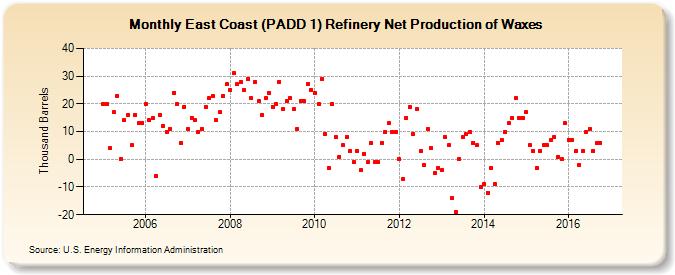 Monthly East Coast (PADD 1) Refinery Net Production of Waxes
Thousand Barrels
40
30
20
10
0
-10
-20
2006 2008 2010 2012 2014 2016
Source: U.S. Energy Information Administration